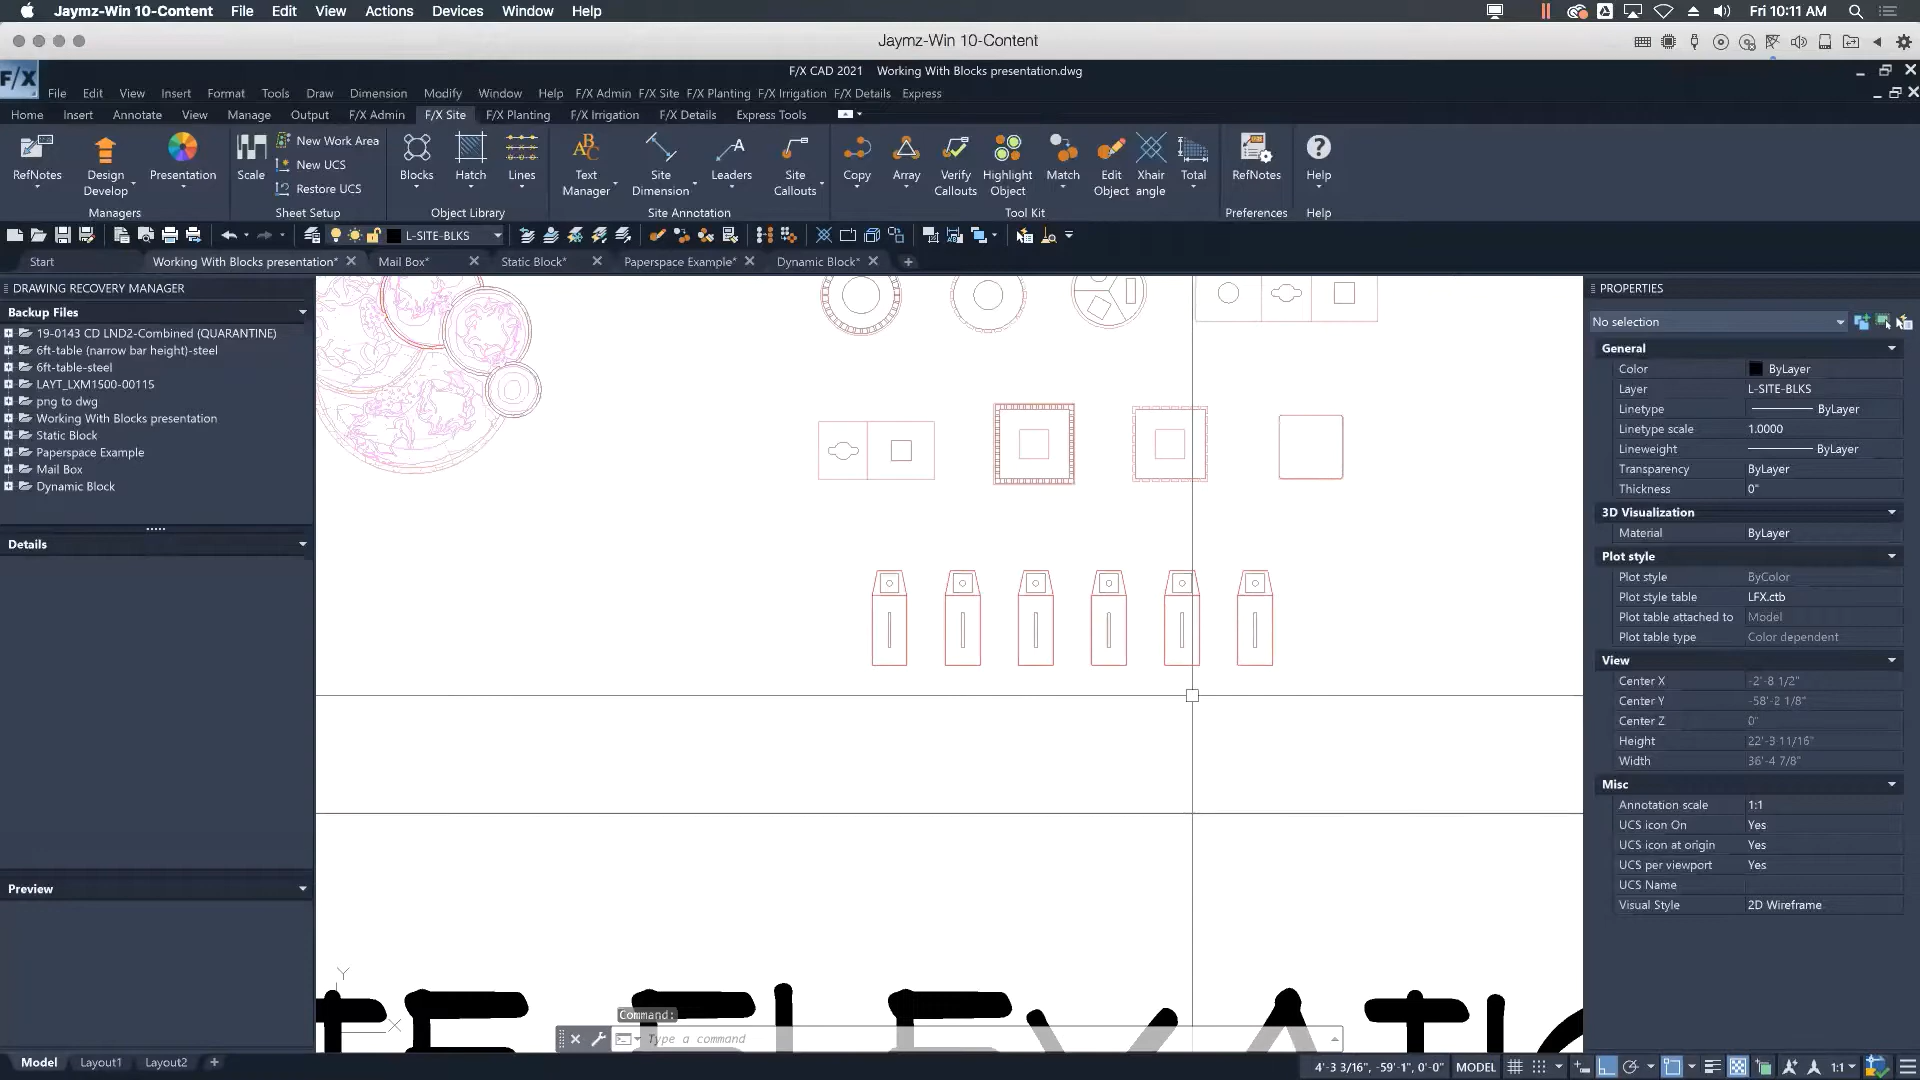 Jaymz-Win 10-Content File Edit View Actions Devices Window Help Fri 10:11 AM
Jaymz-Win 10-Content
F/X F/X CAD 2021 Working With Blocks presentation.dwg
File Edit View Insert Format Tools Draw Dimension Modify Window Help F/X Admin F/X Site F/X Planting F/X Irrigation F/X Details Express
Home Insert Annotate View Manage Output F/X Admin F/X Site F/X Planting F/X Irrigation F/X Details Express Tools
RefNotes
Design Develop
Presentation
Managers
Scale
New Work Area
New UCS
Restore UCS
Sheet Setup
Blocks
Hatch
Lines
Object Library
Text Manager
Site Dimension
Leaders
Site Callouts
Site Annotation
Copy
Array
Verify Callouts
Highlight Object
Match
Edit Object
Xhair angle
Total
Tool Kit
RefNotes
Preferences
Help
Help
L-SITE-BLKS
Start Working With Blocks presentation* Mail Box* Static Block* Paperspace Example* Dynamic Block*
DRAWING RECOVERY MANAGER
Backup Files
19-0143 CD LND2-Combined (QUARANTINE)
6ft-table (narrow bar height)-steel
6ft-table-steel
LAYT_LXM1500-00115
png to dwg
Working With Blocks presentation
Static Block
Paperspace Example
Mail Box
Dynamic Block
Details
Preview
PROPERTIES
No selection
General
Color ByLayer
Layer L-SITE-BLKS
Linetype ByLayer
Linetype scale 1.0000
Lineweight ByLayer
Transparency ByLayer
Thickness 0"
3D Visualization
Material ByLayer
Plot style
Plot style ByColor
Plot style table LFX.ctb
Plot table attached to Model
Plot table type Color dependent
View
Center X -2'-8 1/2"
Center Y -58'-2 1/8"
Center Z 0"
Height 22'-3 11/16"
Width 36'-4 7/8"
Misc
Annotation scale 1:1
UCS icon On Yes
UCS icon at origin Yes
UCS per viewport Yes
UCS Name
Visual Style 2D Wireframe
Y
X
Command:
Type a command
Model Layout1 Layout2
4'-3 3/16", -59'-1", 0'-0" MODEL 1:1